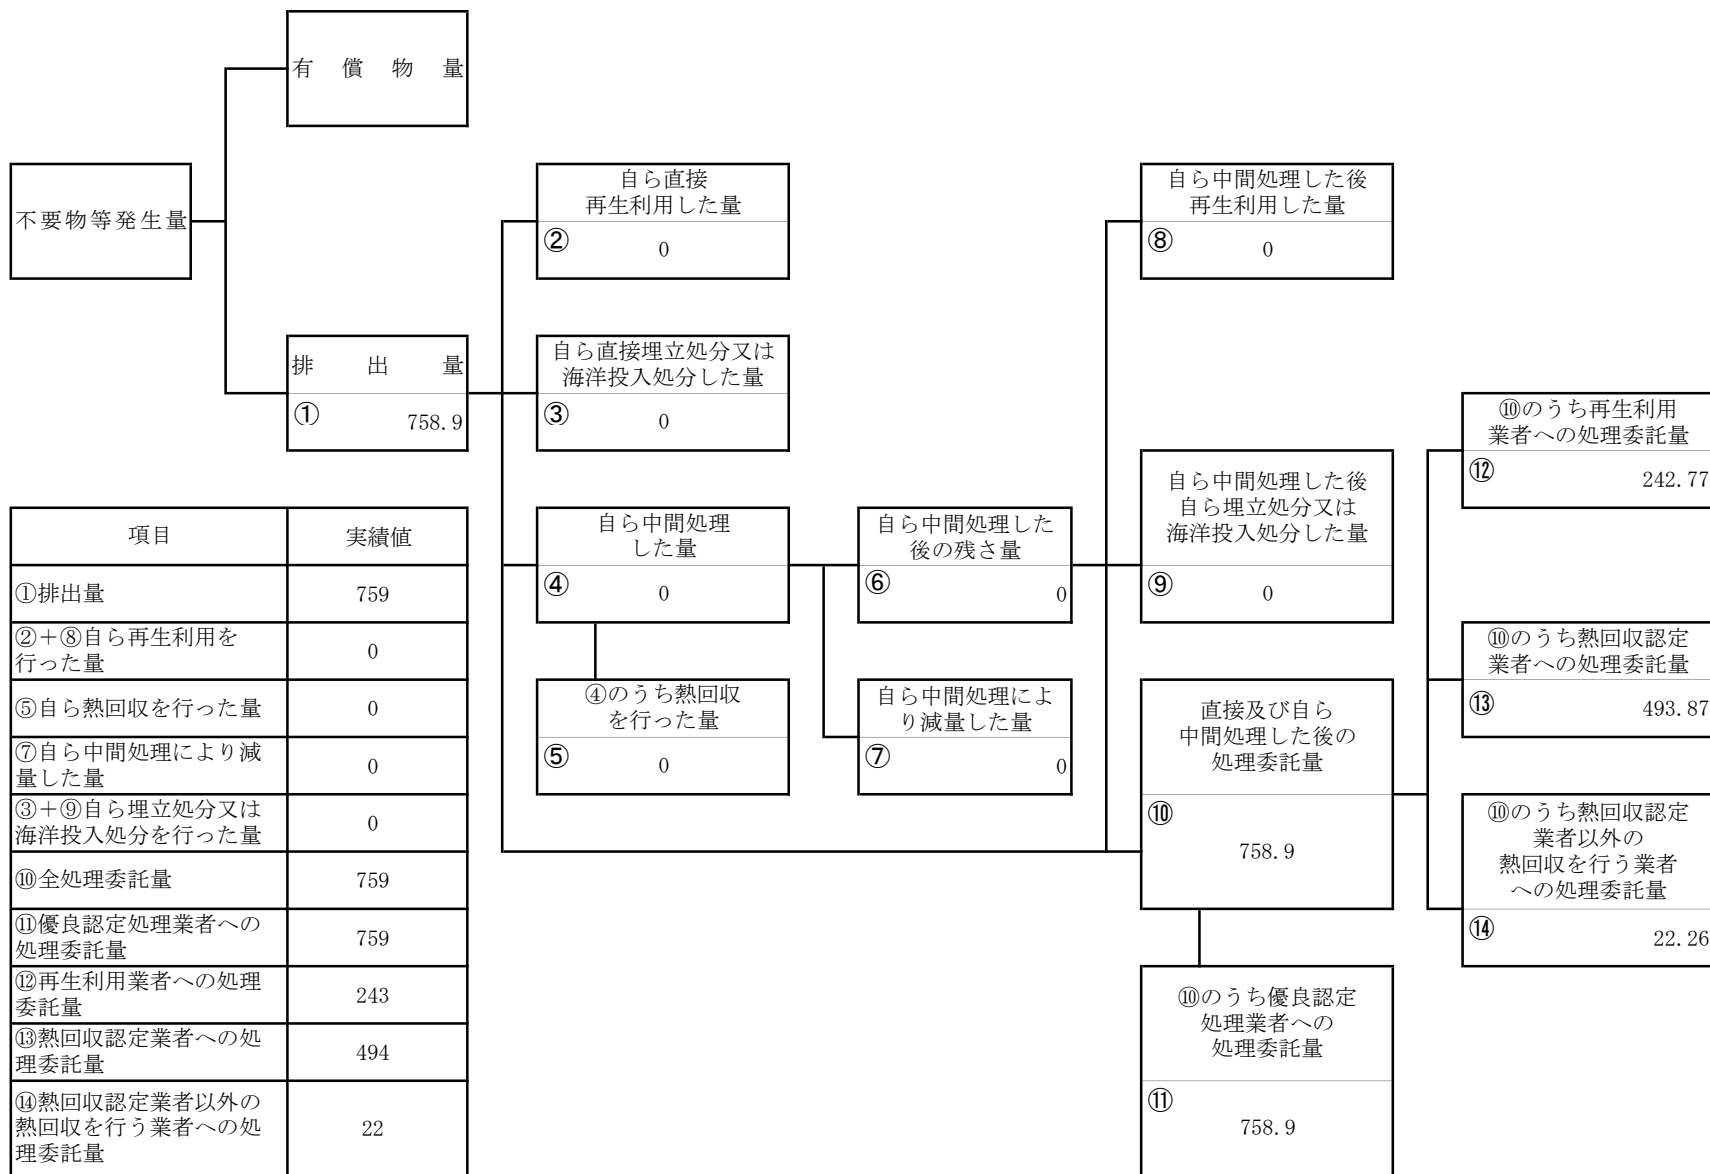 有償物量
不要物等発生量
排出量
①
758.9
自ら直接
再生利用した量
②
0
自ら直接埋立処分又は
海洋投入処分した量
③
0
自ら中間処理
した量
④
0
④のうち熱回収
を行った量
⑤
0
自ら中間処理した
後の残さ量
⑥
0
自ら中間処理によ
り減量した量
⑦
0
自ら中間処理した後
再生利用した量
⑧
0
自ら中間処理した後
自ら埋立処分又は
海洋投入処分した量
⑨
0
直接及び自ら
中間処理した後の
処理委託量
⑩
758.9
⑩のうち優良認定
処理業者への
処理委託量
⑪
758.9
⑩のうち再生利用
業者への処理委託量
⑫
242.77
⑩のうち熱回収認定
業者への処理委託量
⑬
493.87
⑩のうち熱回収認定
業者以外の
熱回収を行う業者
への処理委託量
⑭
22.26
項目 実績値
①排出量 759
②＋⑧自ら再生利用を
行った量 0
⑤自ら熱回収を行った量 0
⑦自ら中間処理により減
量した量 0
③＋⑨自ら埋立処分又は
海洋投入処分を行った量 0
⑩全処理委託量 759
⑪優良認定処理業者への
処理委託量 759
⑫再生利用業者への処理
委託量 243
⑬熱回収認定業者への処
理委託量 494
⑭熱回収認定業者以外の
熱回収を行う業者への処 22
理委託量